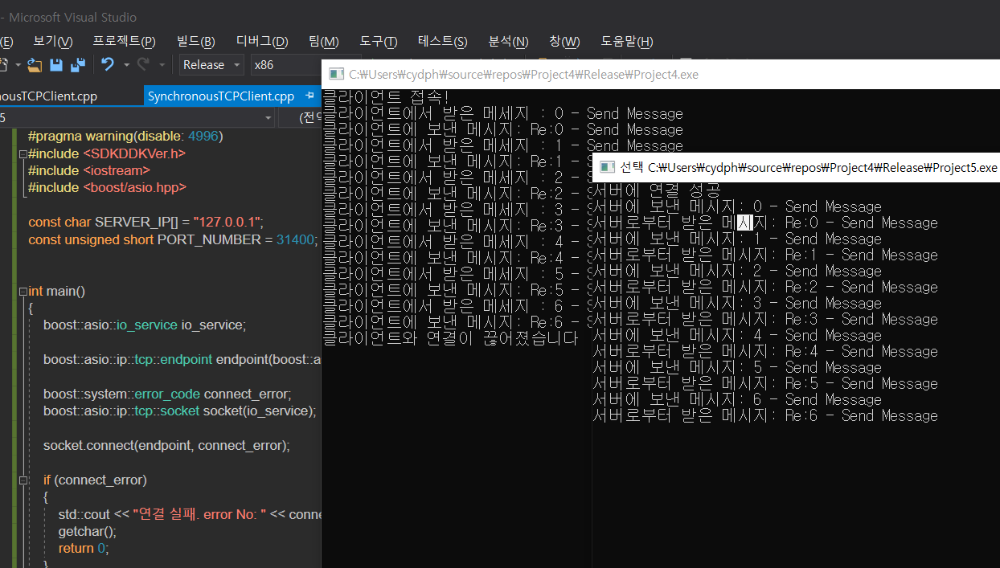 - Microsoft Visual Studio
(E) 보기(V) 프로젝트(P) 빌드(B) 디버그(D) 팀(M) 도구(T) 테스트(S) 분석(N) 창(W) 도움말(H)
Release x86
nousTCPClient.cpp SynchronousTCPClient.cpp
5 (전역
#pragma warning(disable: 4996)
#include <SDKDDKVer.h>
#include <iostream>
#include <boost/asio.hpp>
const char SERVER_IP[] = "127.0.0.1";
const unsigned short PORT_NUMBER = 31400;
int main()
{
boost::asio::io_service io_service;
boost::asio::ip::tcp::endpoint endpoint(boost::a
boost::system::error_code connect_error;
boost::asio::ip::tcp::socket socket(io_service);
socket.connect(endpoint, connect_error);
if (connect_error)
{
std::cout << "연결 실패. error No: " << conne
getchar();
return 0;
}
C:\Users\cydph\source\repos\Project4\Release\Project4.exe
클라이언트 접속!
클라이언트에서 받은 메세지 : 0 - Send Message
클라이언트에 보낸 메시지: Re:0 - Send Message
클라이언트에서 받은 메세지 : 1 - Send Message
클라이언트에 보낸 메시지: Re:1 - S
클라이언트에서 받은 메세지 : 2 - S
클라이언트에 보낸 메시지: Re:2 - S
클라이언트에서 받은 메세지 : 3 - S
클라이언트에 보낸 메시지: Re:3 - S
클라이언트에서 받은 메세지 : 4 - S
클라이언트에 보낸 메시지: Re:4 - S
클라이언트에서 받은 메세지 : 5 - S
클라이언트에 보낸 메시지: Re:5 - S
클라이언트에서 받은 메세지 : 6 - S
클라이언트에 보낸 메시지: Re:6 - S
클라이언트와 연결이 끊어졌습니다
선택 C:\Users\cydph\source\repos\Project4\Release\Project5.exe
서버에 연결 성공
서버에 보낸 메시지: 0 - Send Message
서버로부터 받은 메시지: Re:0 - Send Message
서버에 보낸 메시지: 1 - Send Message
서버로부터 받은 메시지: Re:1 - Send Message
서버에 보낸 메시지: 2 - Send Message
서버로부터 받은 메시지: Re:2 - Send Message
서버에 보낸 메시지: 3 - Send Message
서버로부터 받은 메시지: Re:3 - Send Message
서버에 보낸 메시지: 4 - Send Message
서버로부터 받은 메시지: Re:4 - Send Message
서버에 보낸 메시지: 5 - Send Message
서버로부터 받은 메시지: Re:5 - Send Message
서버에 보낸 메시지: 6 - Send Message
서버로부터 받은 메시지: Re:6 - Send Message